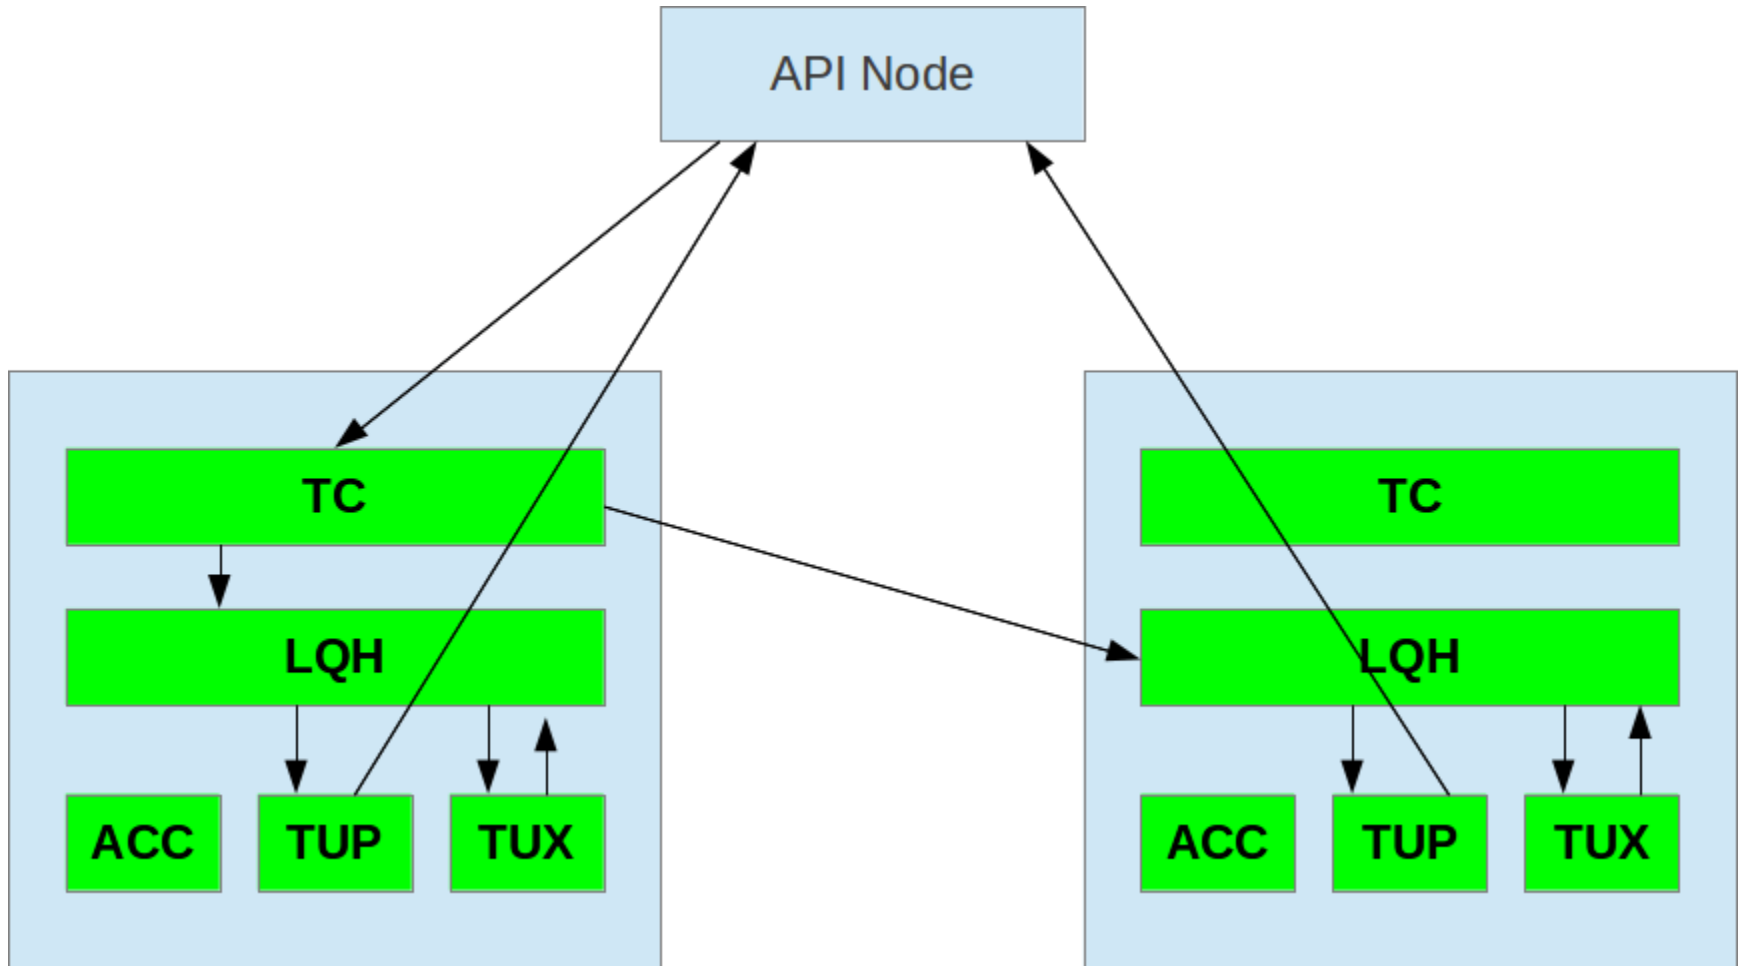 API Node
TC
TC
LQH
LQH
ACC
TUP
TUX
ACC
TUP
TUX